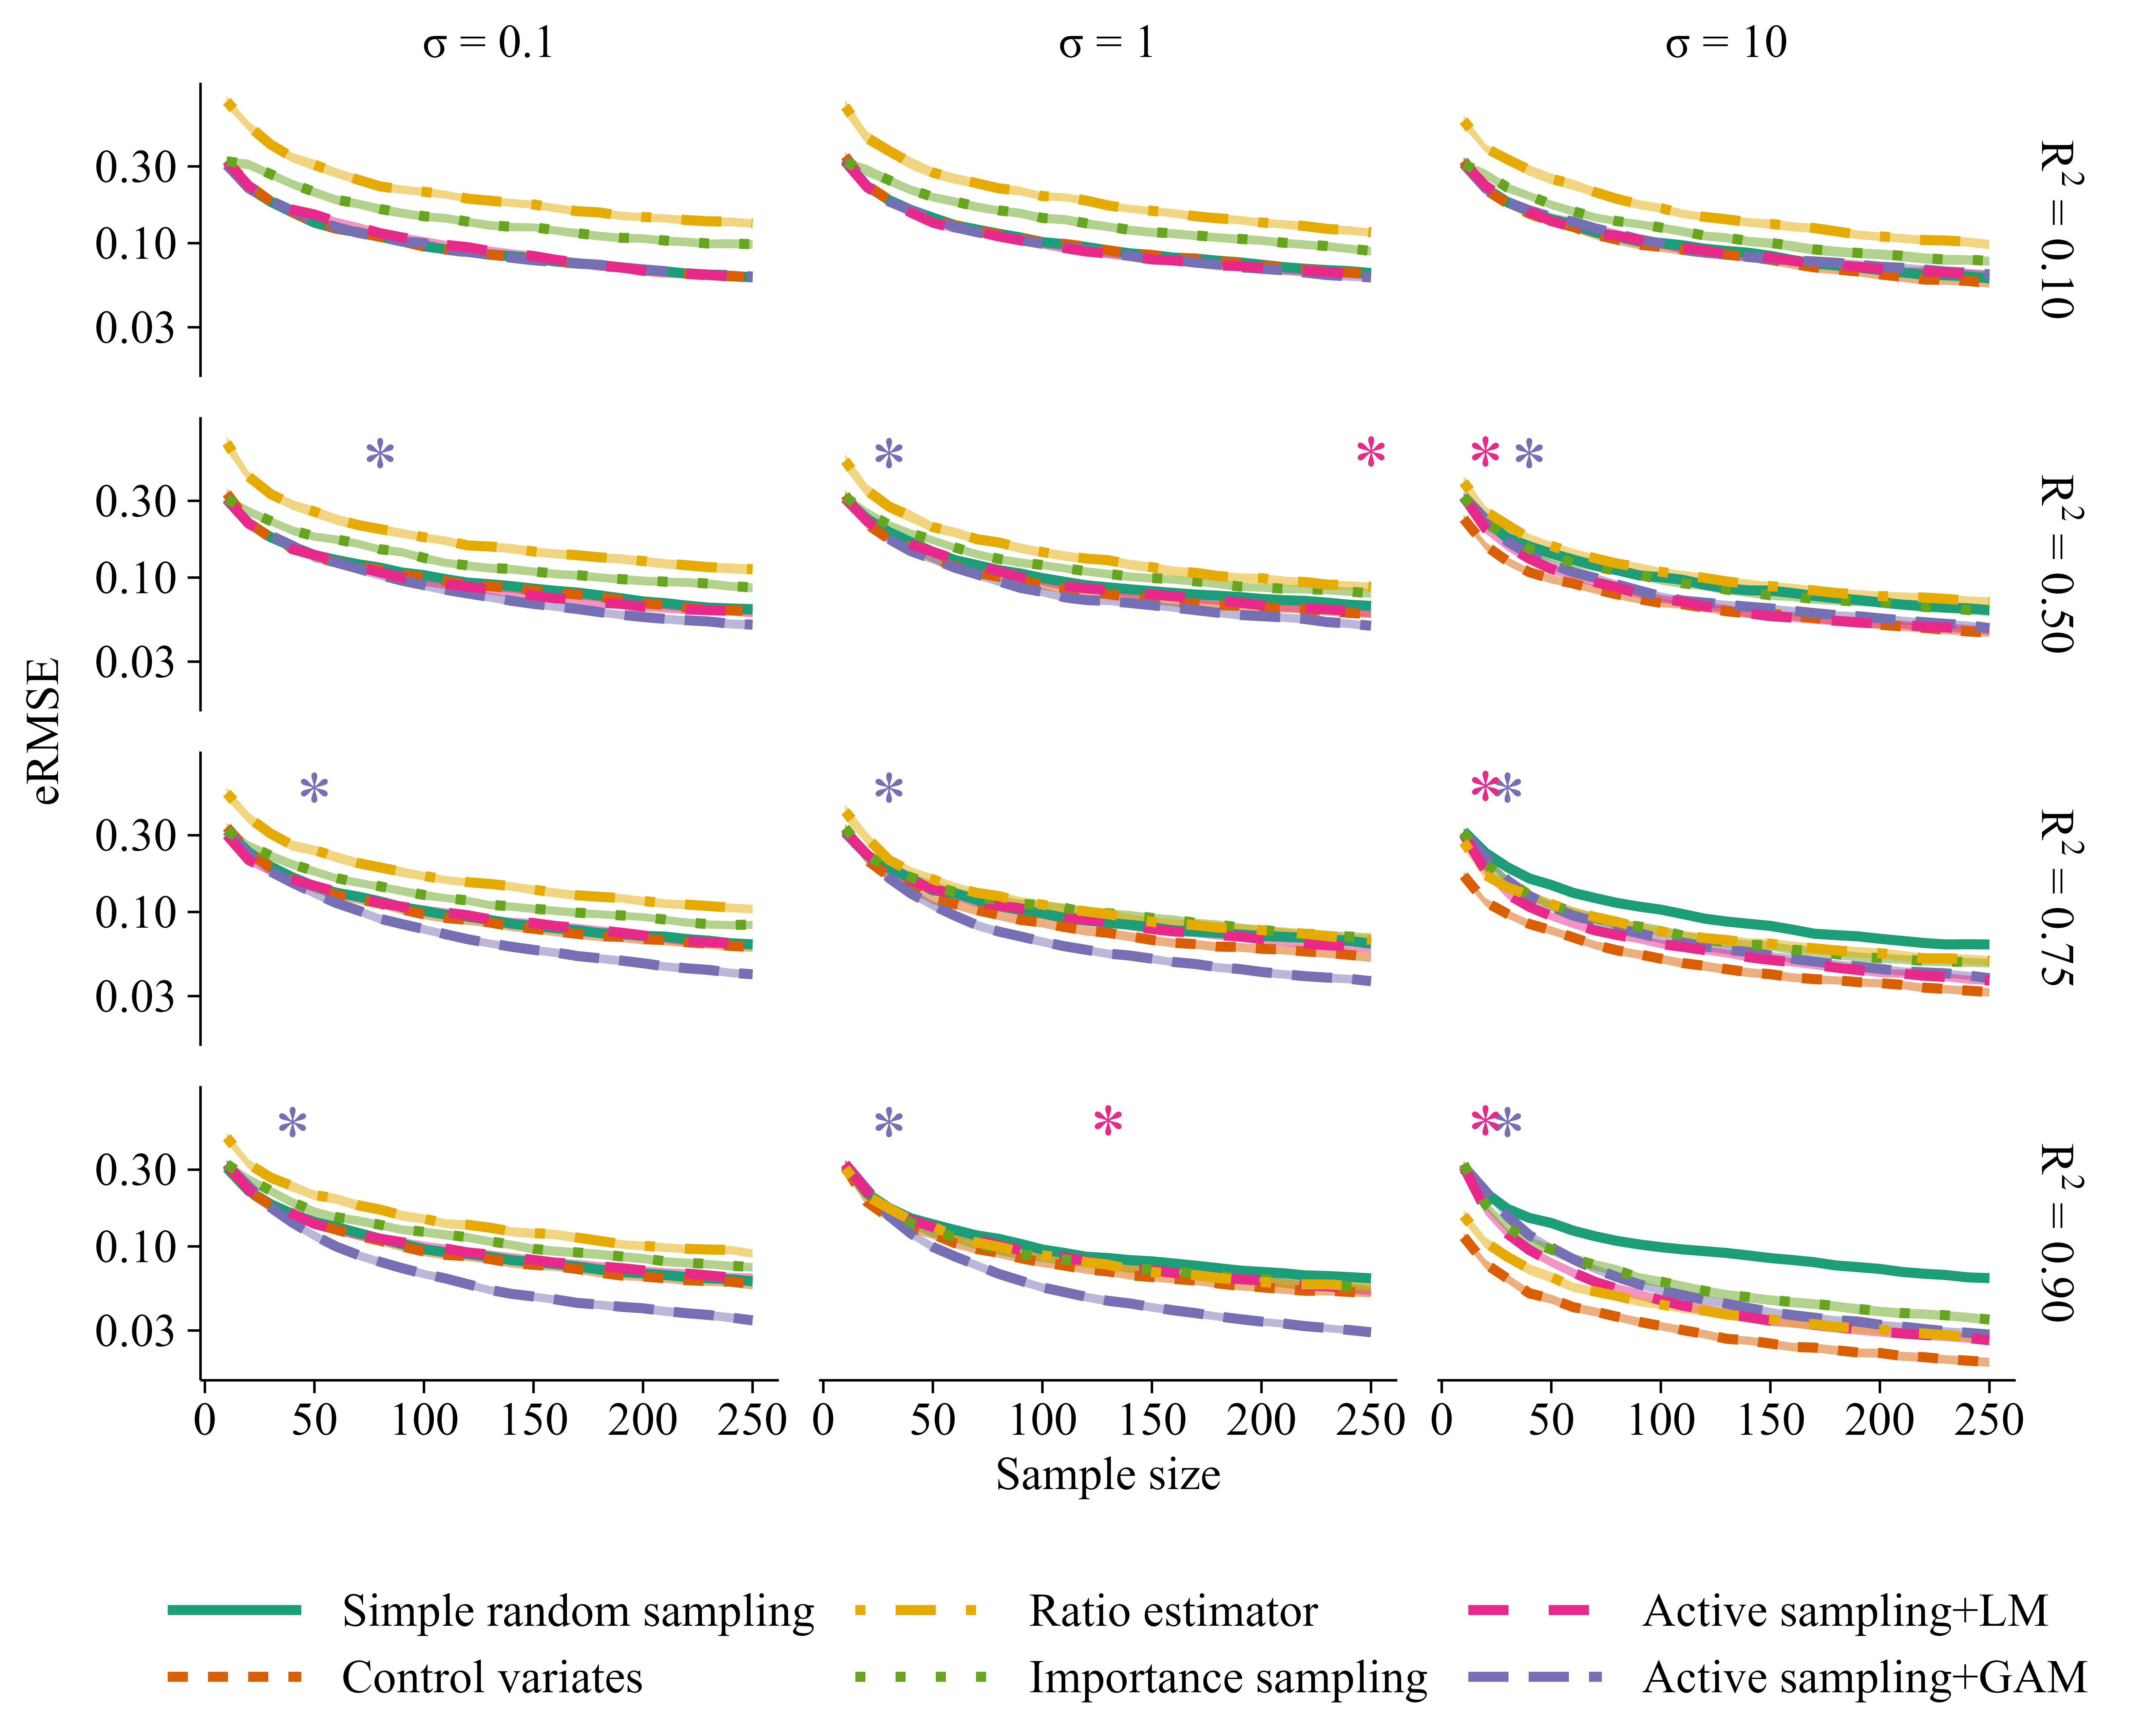 σ = 0.1 σ = 1 σ = 10
0.30
0.10
0.03
R² = 0.10
* * * * *
0.30
0.10
0.03
R² = 0.50
* * * *
0.30
0.10
0.03
R² = 0.75
* * * * *
0.30
0.10
0.03
R² = 0.90
eRMSE
0 50 100 150 200 250 0 50 100 150 200 250 0 50 100 150 200 250
Sample size
Simple random sampling Ratio estimator Active sampling+LM
Control variates Importance sampling Active sampling+GAM